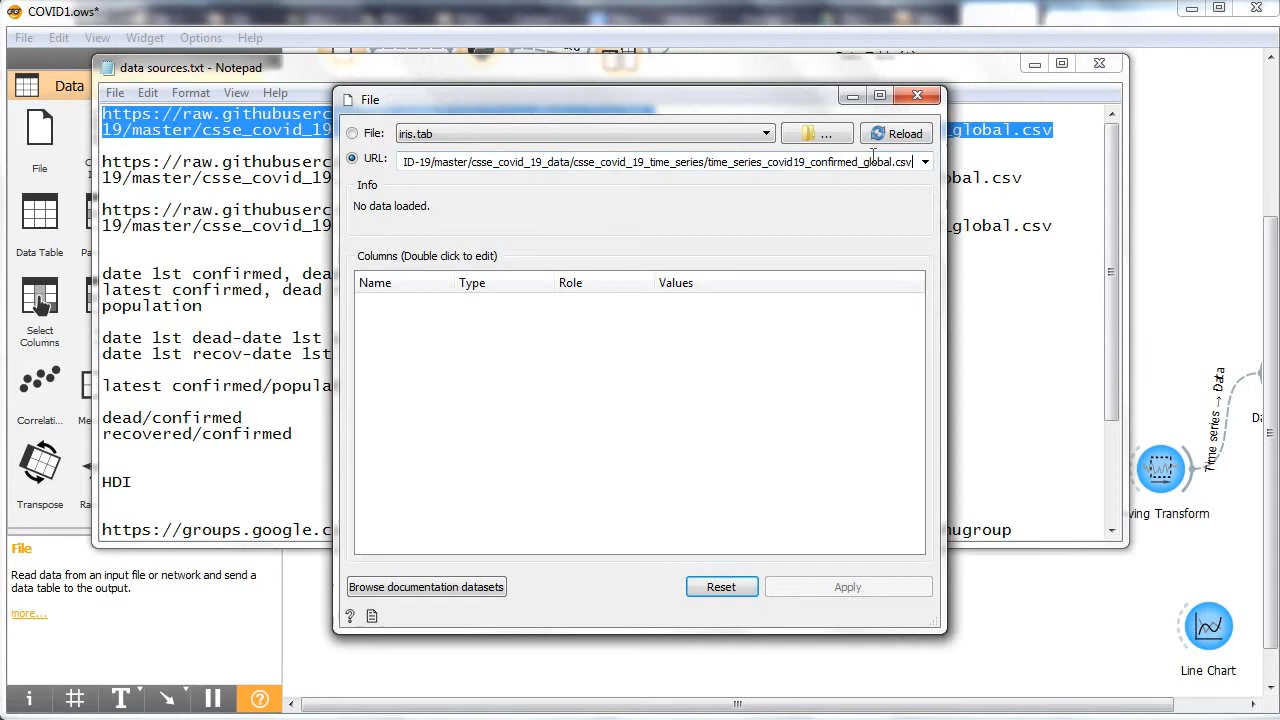 COVID1.ows*
File Edit View Widget Options Help
data sources.txt - Notepad
File Edit Format View Help
Data
File
Data Table
Select
Columns
Correlati...
Transpose
File
Read data from an input file or network and send a
data table to the output.
more...
https://raw.githubuserc
19/master/csse_covid_19
_global.csv
https://raw.githubuserc
19/master/csse_covid_19
obal.csv
https://raw.githubuserc
19/master/csse_covid_19
_global.csv
date 1st confirmed, dea
latest confirmed, dead
population
date 1st dead-date 1st
date 1st recov-date 1st
latest confirmed/popula
dead/confirmed
recovered/confirmed
HDI
https://groups.google.c
nugroup
File
File: iris.tab ... Reload
URL: ID-19/master/csse_covid_19_data/csse_covid_19_time_series/time_series_covid19_confirmed_global.csv
Info
No data loaded.
Columns (Double click to edit)
Name Type Role Values
Browse documentation datasets Reset Apply
Time series → Data
Da
ving Transform
Line Chart